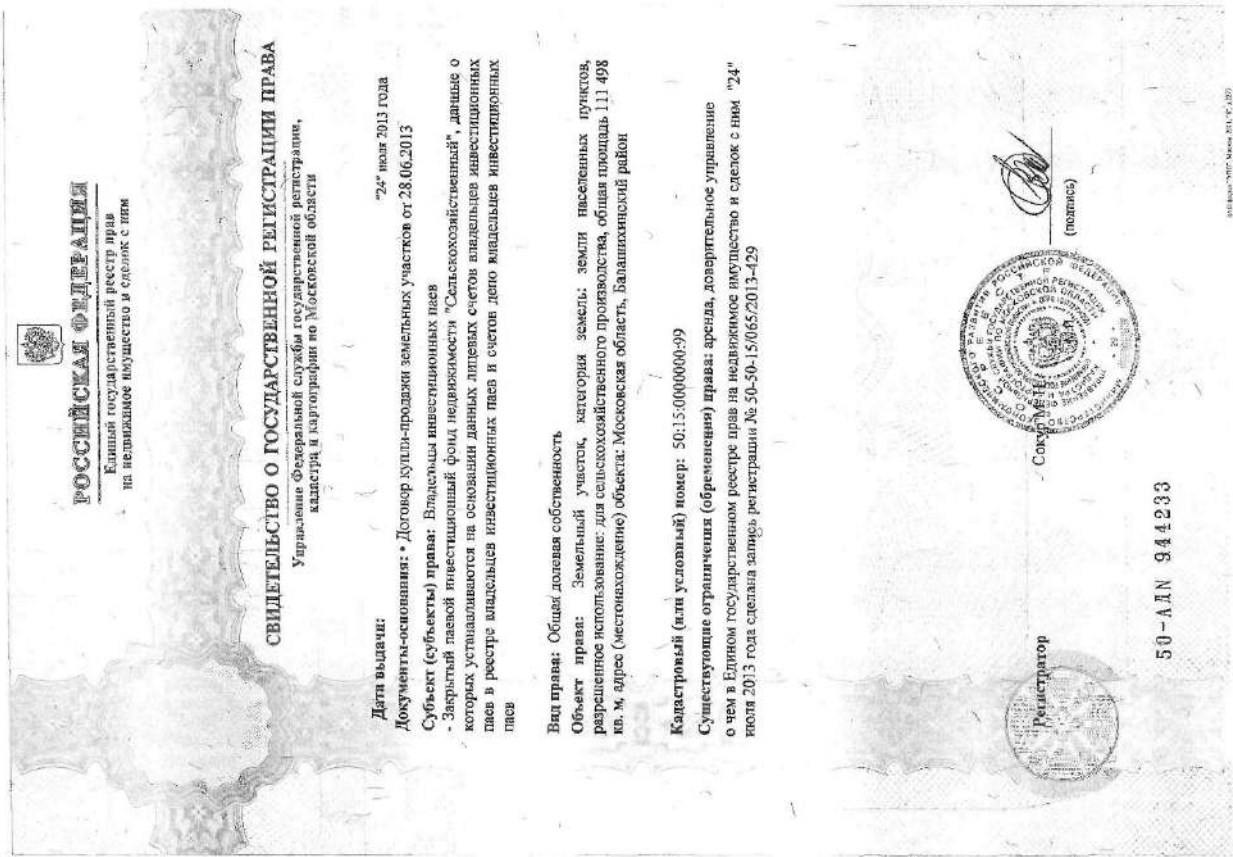 РОССИЙСКАЯ ФЕДЕРАЦИЯ
Единый государственный реестр прав
на недвижимое имущество и сделок с ним
СВИДЕТЕЛЬСТВО О ГОСУДАРСТВЕННОЙ РЕГИСТРАЦИИ ПРАВА
Управление Федеральной службы государственной регистрации,
кадастра и картографии по Московской области
Дата выдачи: "24" июля 2013 года
Документы-основания: • Договор купли-продажи земельных участков от 28.06.2013
Субъект (субъекты) права: Владельцы инвестиционных паев
- Закрытый паевой инвестиционный фонд недвижимости "Сельскохозяйственный", данные о
которых устанавливаются на основании данных лицевых счетов владельцев инвестиционных
паев в реестре владельцев инвестиционных паев и счетов депо владельцев инвестиционных
паев
Вид права: Общая долевая собственность
Объект права: Земельный участок, категория земель: земли населенных пунктов,
разрешенное использование: для сельскохозяйственного производства, общая площадь 111 498
кв. м, адрес (местонахождение) объекта: Московская область, Балашихинский район
Кадастровый (или условный) номер: 50:15:0000000:99
Существующие ограничения (обременения) права: аренда, доверительное управление
о чем в Едином государственном реестре прав на недвижимое имущество и сделок с ним "24"
июля 2013 года сделана запись регистрации № 50-50-15/065/2013-429
Регистратор
(подпись)
50-АЛN 944233